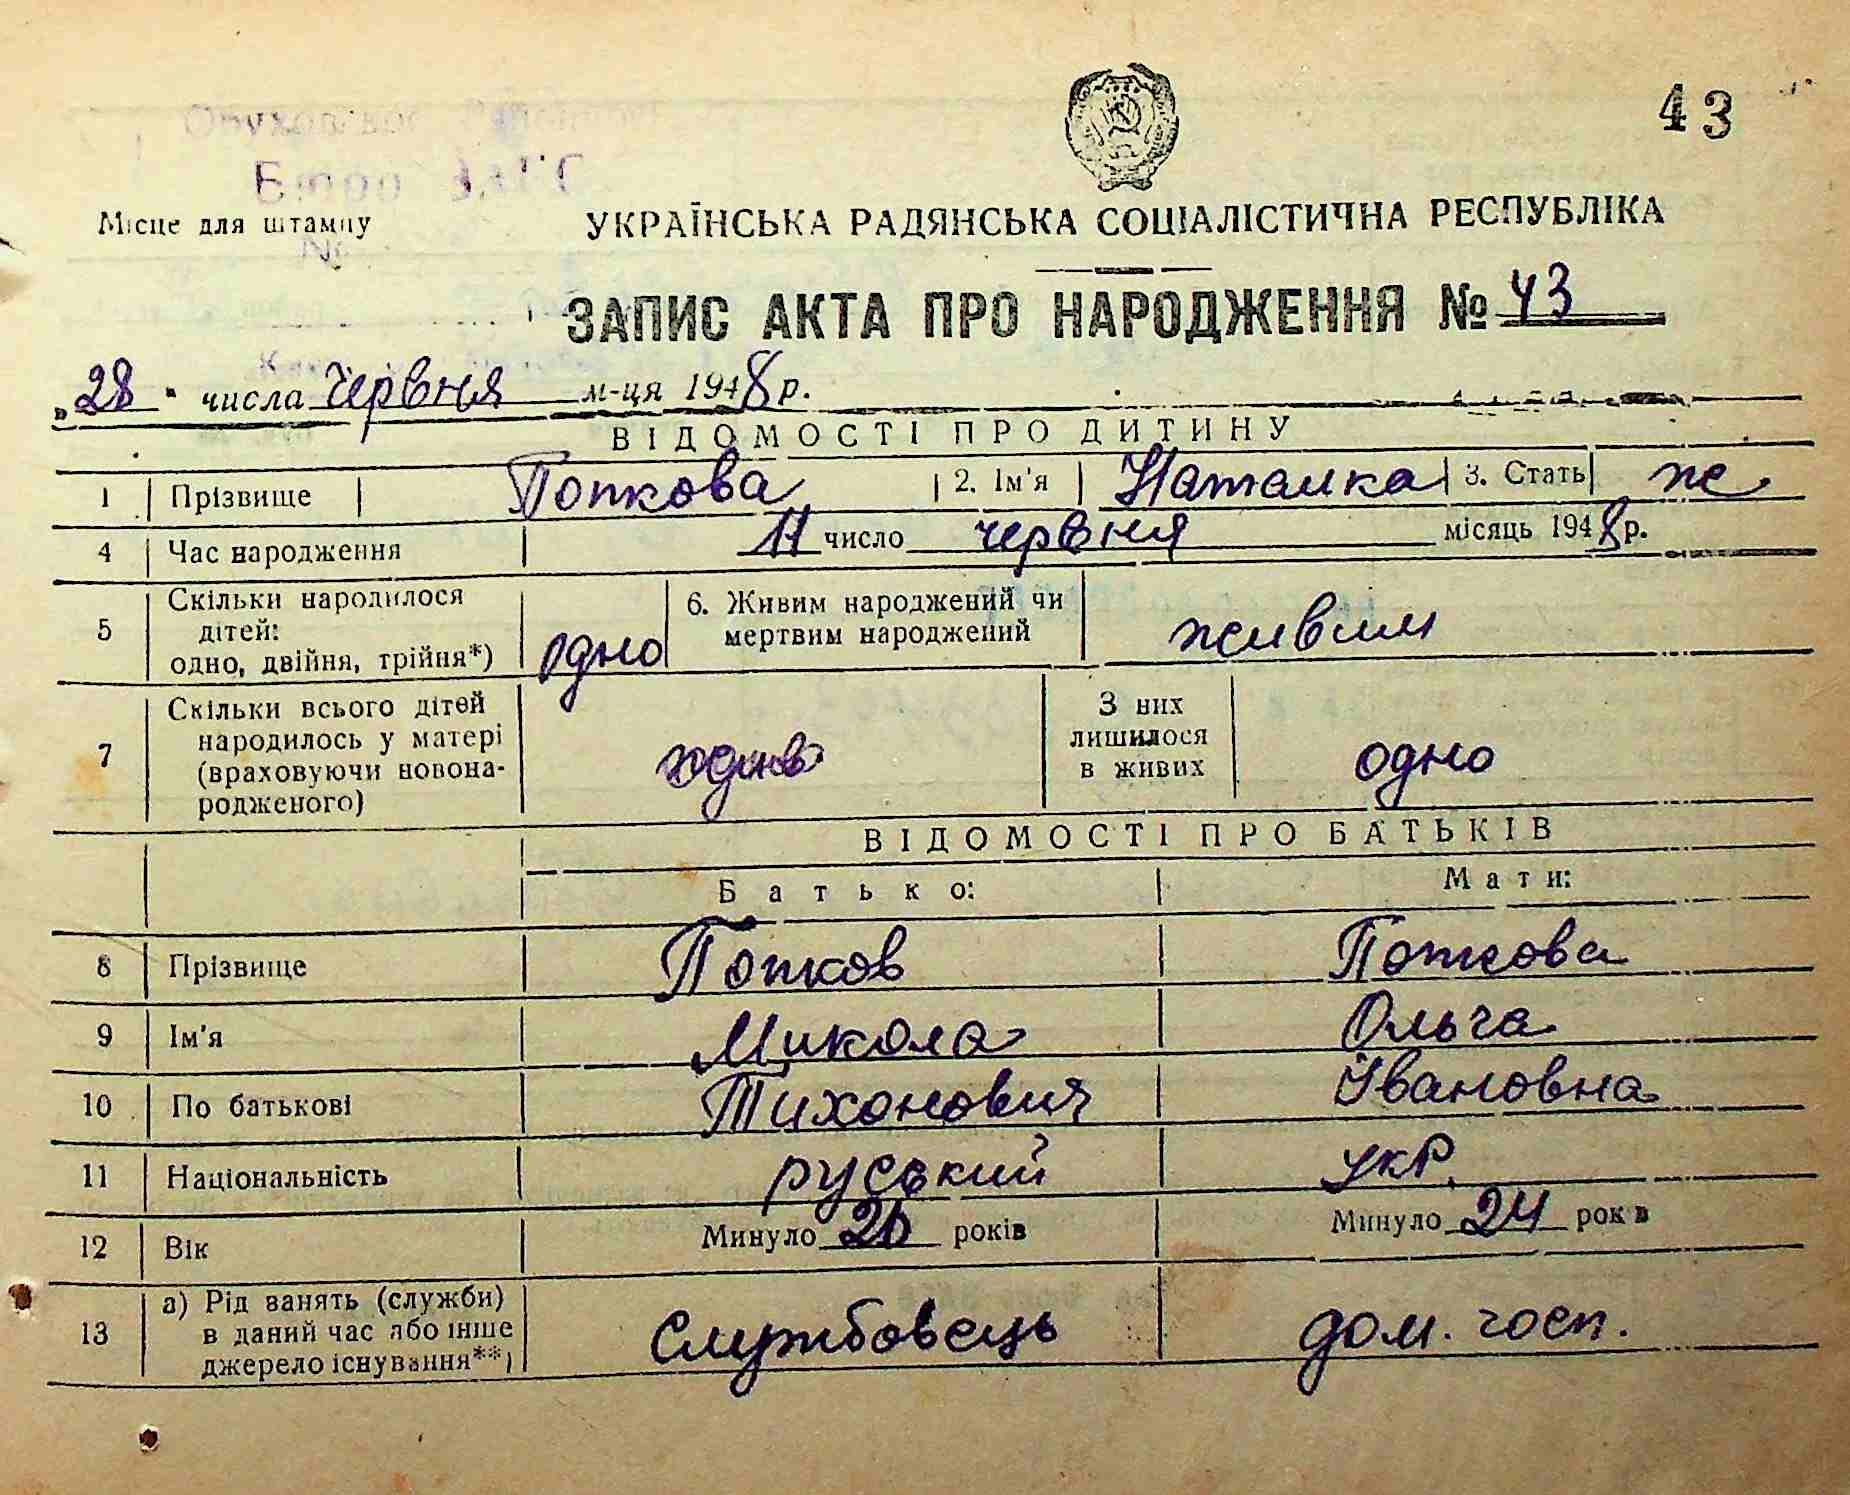 43
Бюро ЗАГС
Місце для штампу
№
УКРАЇНСЬКА РАДЯНСЬКА СОЦІАЛІСТИЧНА РЕСПУБЛІКА
ЗАПИС АКТА ПРО НАРОДЖЕННЯ № 43
„28" числа червня м-ця 1948 р.
ВІДОМОСТІ ПРО ДИТИНУ
1 Прізвище Попкова 2. Ім'я Наталка 3. Стать ж
4 Час народження 11 число червня місяць 1948 р.
5 Скільки народилося дітей: одно, двійня, трійня*) одно 6. Живим народжений чи мертвим народжений живим
7 Скільки всього дітей народилось у матері (враховуючи новонародженого) одно З них лишилося в живих одно
ВІДОМОСТІ ПРО БАТЬКІВ
Батько: Мати:
8 Прізвище Попков Попкова
9 Ім'я Микола Ольга
10 По батькові Тихонович Івановна
11 Національність руський укр.
12 Вік Минуло 26 років Минуло 24 років
13 а) Рід занять (служби) в даний час або інше джерело існування**) Службовець дом. госп.